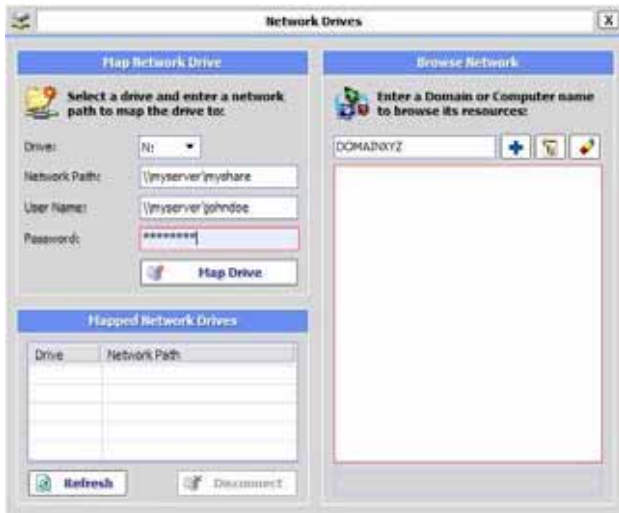 Network Drives
X
Map Network Drive
Select a drive and enter a network
path to map the drive to:
Drive:
N:
Network Path:
\\myserver\myshare
User Name:
\\myserver\johndoe
Password:
********
Map Drive
Mapped Network Drives
Drive
Network Path
Refresh
Disconnect
Browse Network
Enter a Domain or Computer name
to browse its resources:
DOMAINXYZ